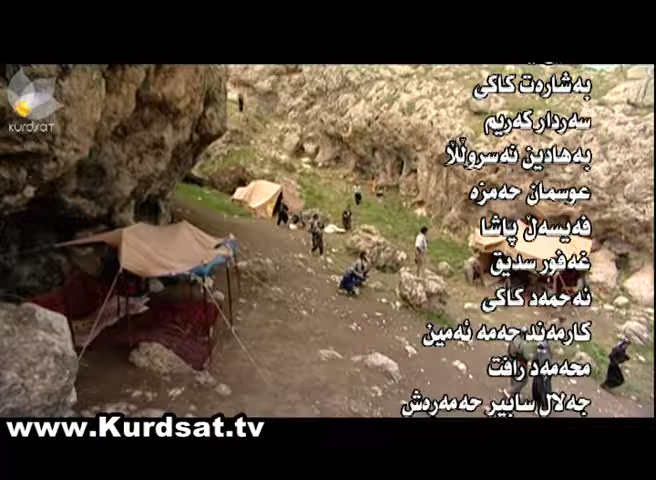 KURDSAT
بەشارەت کاکی
سەردار کەریم
بەهادین نەسروڵڵا
عوسمان حەمزە
فەیسەڵ پاشا
غەفور سدیق
ئەحمەد کاکی
کارمەند حەمە ئەمین
محەمەد رافت
جەلال سابیر حەمەرەش
www.Kurdsat.tv